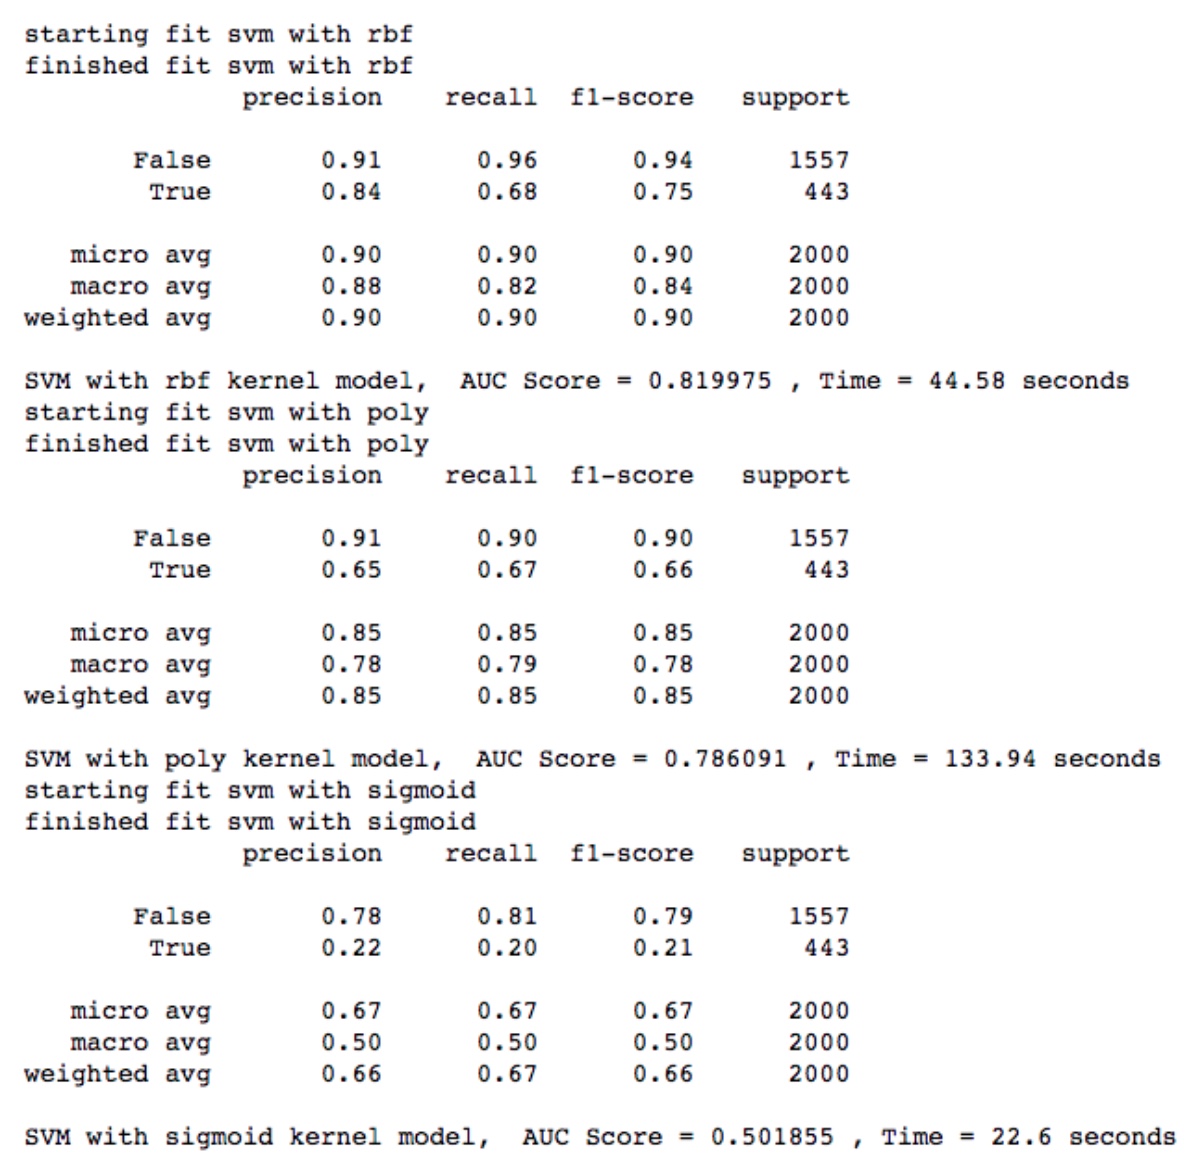 starting fit svm with rbf
finished fit svm with rbf
precision recall f1-score support
False 0.91 0.96 0.94 1557
True 0.84 0.68 0.75 443
micro avg 0.90 0.90 0.90 2000
macro avg 0.88 0.82 0.84 2000
weighted avg 0.90 0.90 0.90 2000
SVM with rbf kernel model, AUC Score = 0.819975 , Time = 44.58 seconds
starting fit svm with poly
finished fit svm with poly
precision recall f1-score support
False 0.91 0.90 0.90 1557
True 0.65 0.67 0.66 443
micro avg 0.85 0.85 0.85 2000
macro avg 0.78 0.79 0.78 2000
weighted avg 0.85 0.85 0.85 2000
SVM with poly kernel model, AUC Score = 0.786091 , Time = 133.94 seconds
starting fit svm with sigmoid
finished fit svm with sigmoid
precision recall f1-score support
False 0.78 0.81 0.79 1557
True 0.22 0.20 0.21 443
micro avg 0.67 0.67 0.67 2000
macro avg 0.50 0.50 0.50 2000
weighted avg 0.66 0.67 0.66 2000
SVM with sigmoid kernel model, AUC Score = 0.501855 , Time = 22.6 seconds